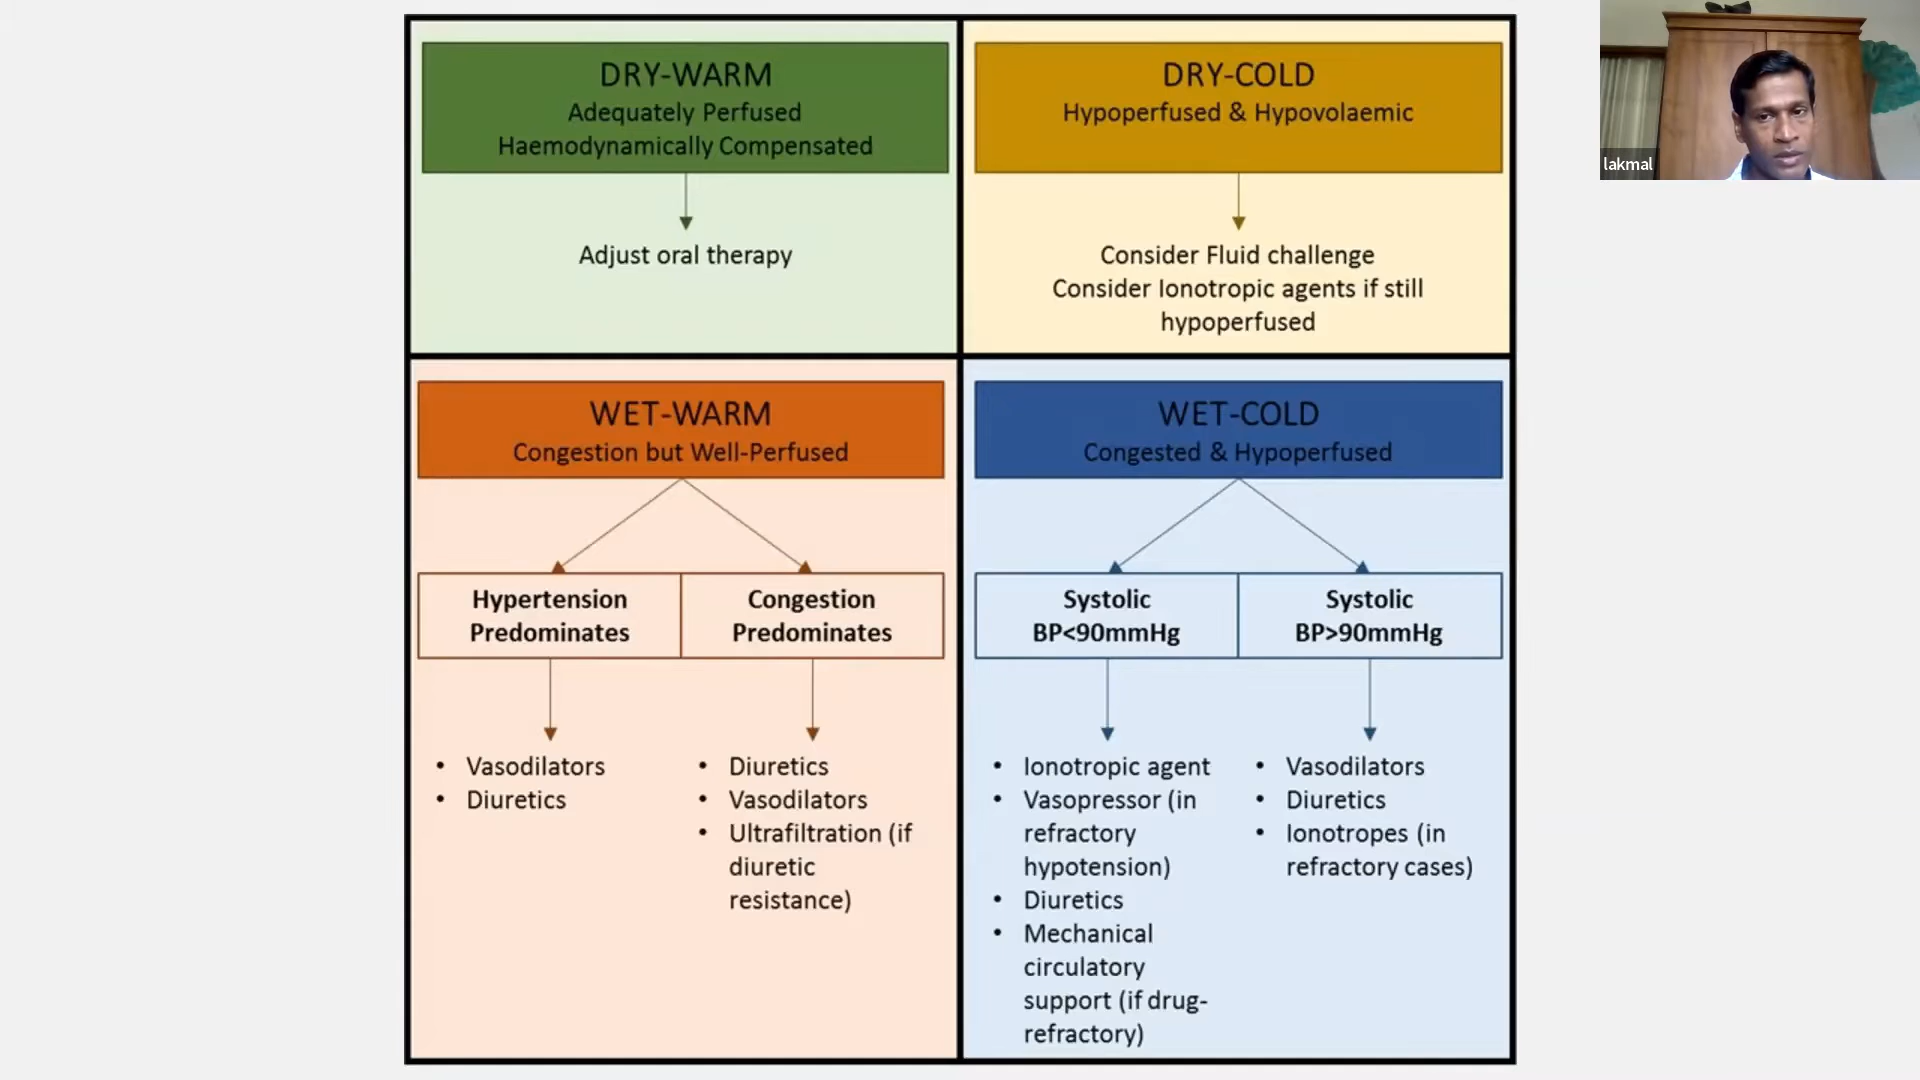 DRY-WARM
Adequately Perfused
Haemodynamically Compensated
Adjust oral therapy
DRY-COLD
Hypoperfused & Hypovolaemic
Consider Fluid challenge
Consider Ionotropic agents if still
hypoperfused
WET-WARM
Congestion but Well-Perfused
Hypertension
Predominates
• Vasodilators
• Diuretics
Congestion
Predominates
• Diuretics
• Vasodilators
• Ultrafiltration (if
diuretic
resistance)
WET-COLD
Congested & Hypoperfused
Systolic
BP<90mmHg
• Ionotropic agent
• Vasopressor (in
refractory
hypotension)
• Diuretics
• Mechanical
circulatory
support (if drug-
refractory)
Systolic
BP>90mmHg
• Vasodilators
• Diuretics
• Ionotropes (in
refractory cases)
lakmal